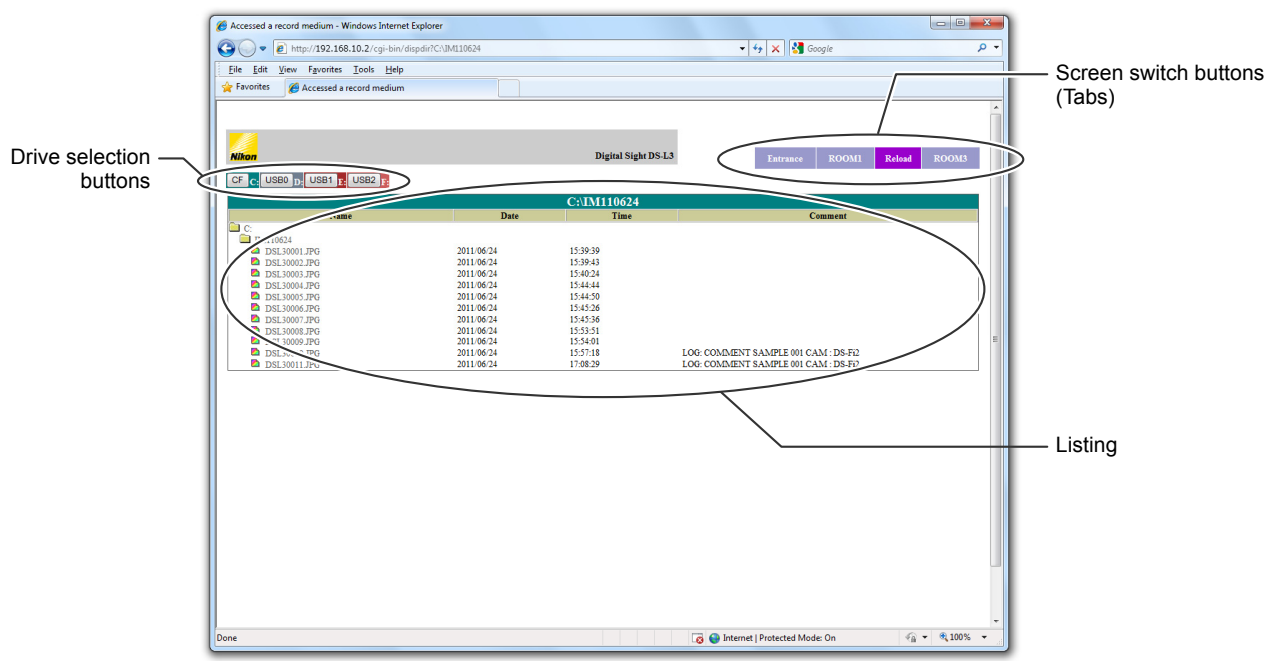 Accessed a record medium - Windows Internet Explorer
http://192.168.10.2/cgi-bin/dispdir?C:\IM110624
Google
File Edit View Favorites Tools Help
Favorites
Accessed a record medium
Screen switch buttons
(Tabs)
Drive selection
buttons
Nikon
Digital Sight DS-L3
Entrance ROOM1 Reload ROOM3
CF C: USB0 D: USB1 E: USB2 F:
C:\IM110624
Name Date Time Comment
C:
IM110624
DSL30001.JPG 2011/06/24 15:39:39
DSL30002.JPG 2011/06/24 15:39:43
DSL30003.JPG 2011/06/24 15:40:24
DSL30004.JPG 2011/06/24 15:44:44
DSL30005.JPG 2011/06/24 15:44:50
DSL30006.JPG 2011/06/24 15:45:26
DSL30007.JPG 2011/06/24 15:45:36
DSL30008.JPG 2011/06/24 15:53:51
DSL30009.JPG 2011/06/24 15:54:01
DSL30010.JPG 2011/06/24 15:57:18 LOG: COMMENT SAMPLE 001 CAM : DS-Fi2
DSL30011.JPG 2011/06/24 17:08:29 LOG: COMMENT SAMPLE 001 CAM : DS-Fi2
Listing
Done
Internet | Protected Mode: On
100%